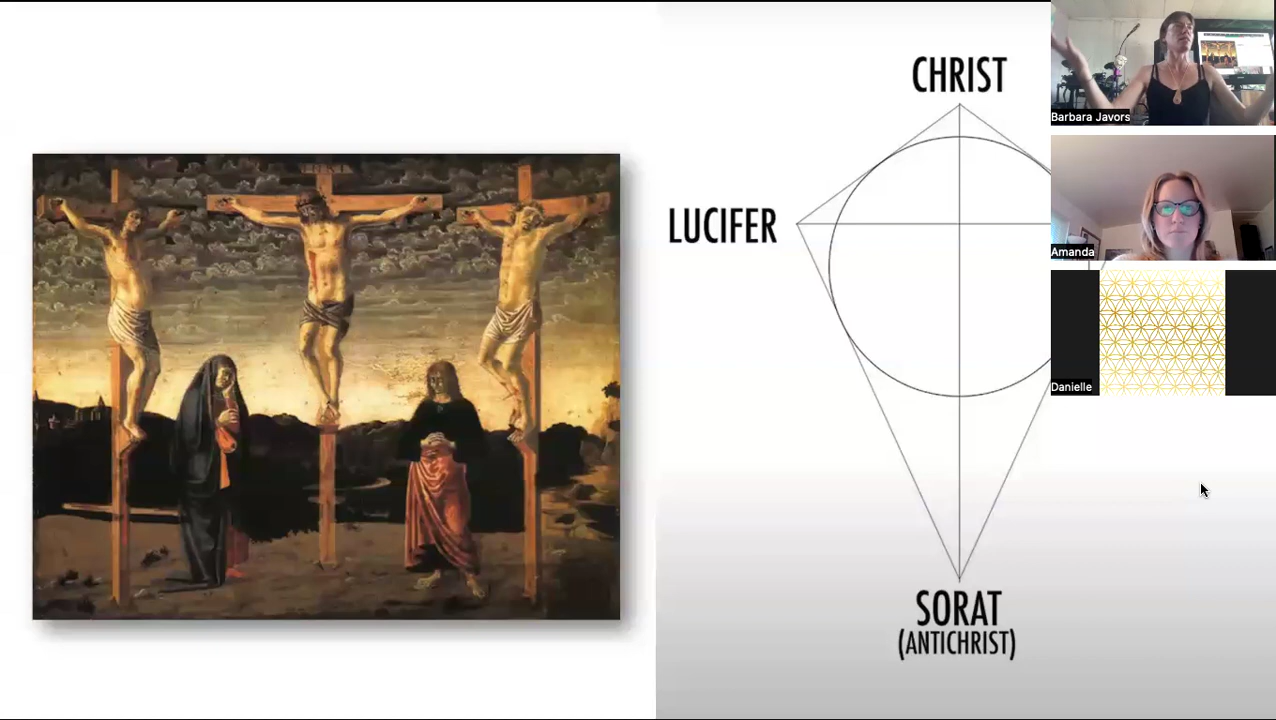 CHRIST
LUCIFER
SORAT
(ANTICHRIST)
Barbara Javors
Amanda
Danielle